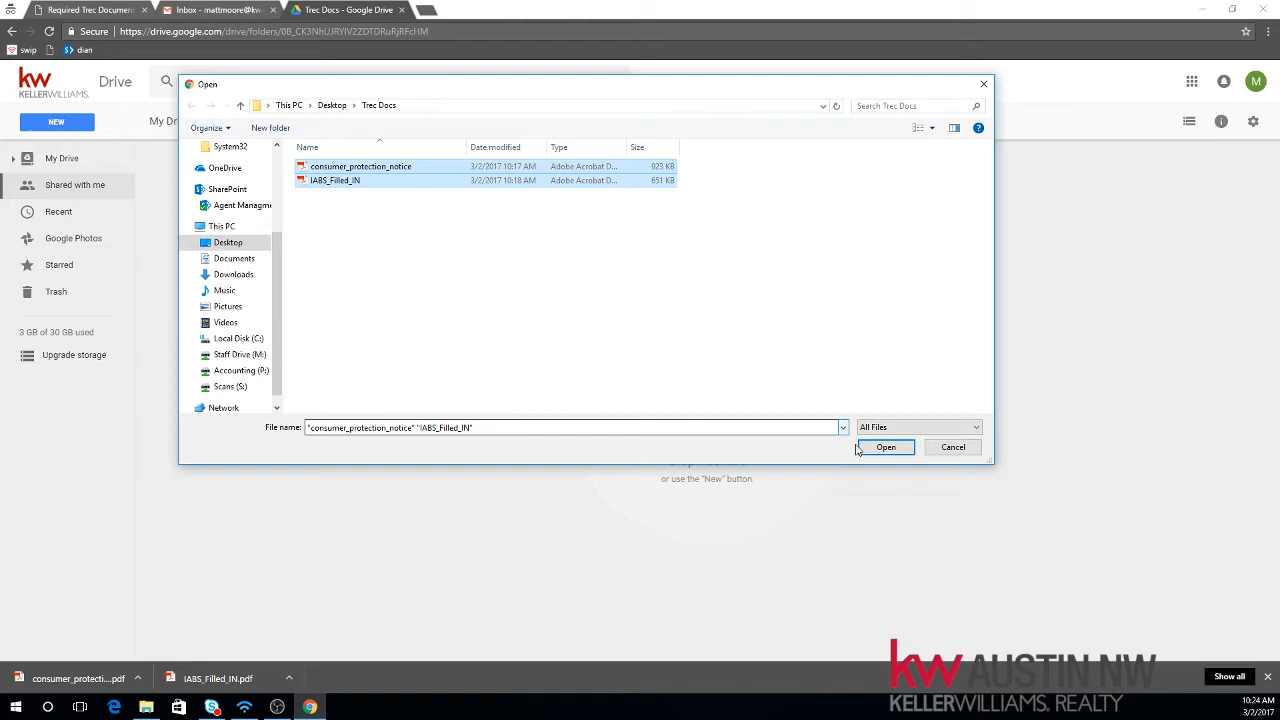 Required Trec Document
Inbox - mattmoore@kw
Trec Docs - Google Drive
Secure
https://drive.google.com/drive/folders/0B_CK3NhUJRYlV2ZDTDRuRjRFcHM
swip
dian
kw
KELLERWILLIAMS.
Drive
M
NEW
My Dr
My Drive
Shared with me
Recent
Google Photos
Starred
Trash
3 GB of 30 GB used
Upgrade storage
Open
This PC
Desktop
Trec Docs
Search Trec Docs
Organize
New folder
Name
Date modified
Type
Size
consumer_protection_notice
3/2/2017 10:17 AM
Adobe Acrobat D...
923 KB
IABS_Filled_IN
3/2/2017 10:18 AM
Adobe Acrobat D...
651 KB
System32
OneDrive
SharePoint
Agent Managme
This PC
Desktop
Documents
Downloads
Music
Pictures
Videos
Local Disk (C:)
Staff Drive (M:)
Accounting (P:)
Scans (S:)
Network
File name:
"consumer_protection_notice" "IABS_Filled_IN"
All Files
Open
Cancel
or use the "New" button.
consumer_protecti....pdf
IABS_Filled_IN.pdf
Show all
kw AUSTIN NW
KELLERWILLIAMS. REALTY
10:24 AM
3/2/2017